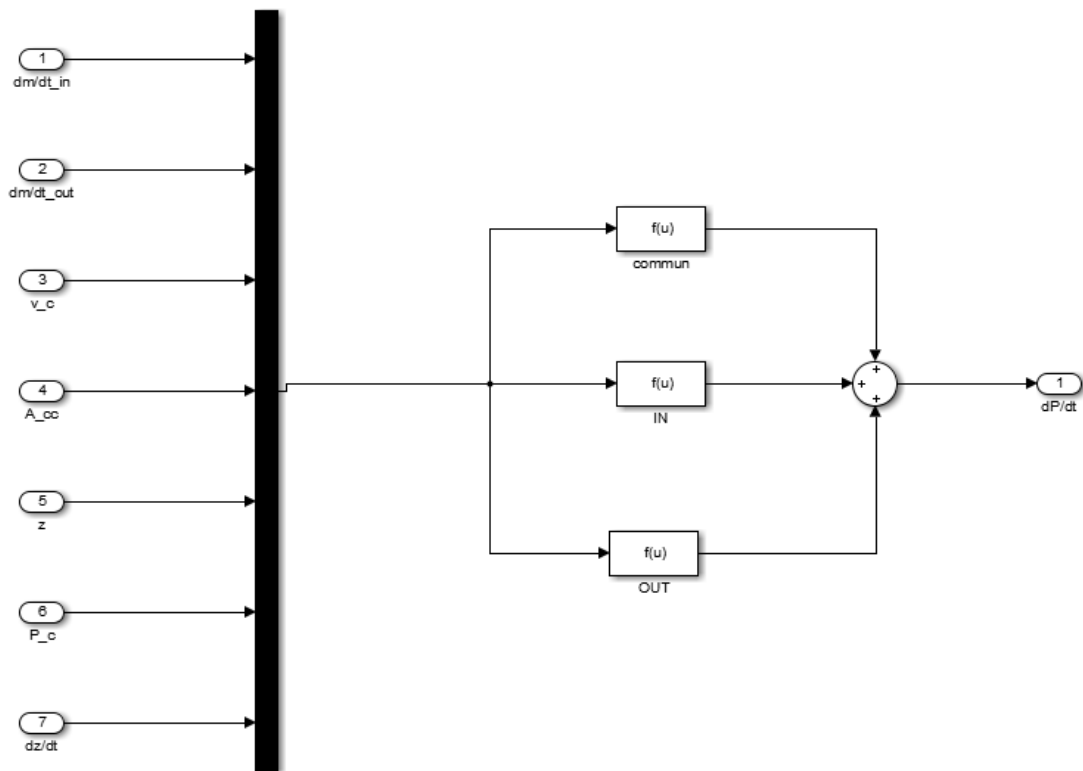 1
dm/dt_in
2
dm/dt_out
3
v_c
4
A_cc
5
z
6
P_c
7
dz/dt
f(u)
commun
f(u)
IN
f(u)
OUT
+
+
+
1
dP/dt